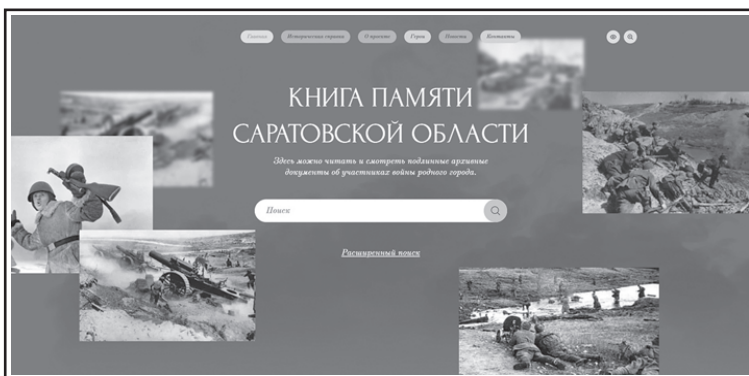 Главная Историческая справка О проекте Герои Новости Контакты
КНИГА ПАМЯТИ
САРАТОВСКОЙ ОБЛАСТИ
Здесь можно читать и смотреть подлинные архивные
документы об участниках войны родного города.
Поиск
Расширенный поиск